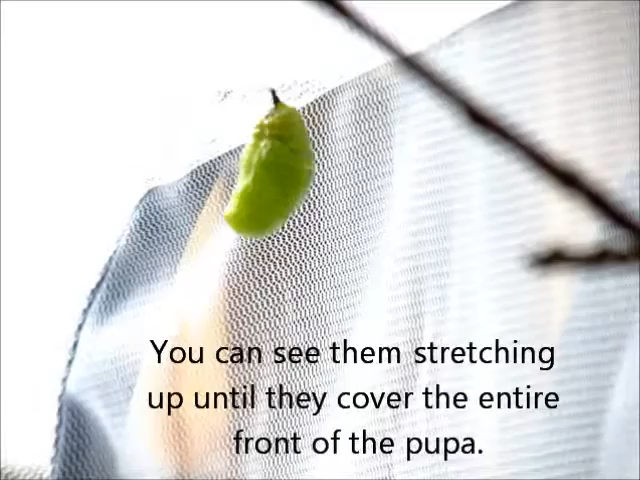 You can see them stretching
up until they cover the entire
front of the pupa.